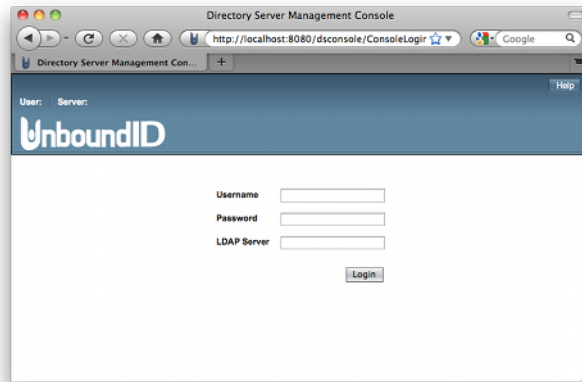 Directory Server Management Console
http://localhost:8080/dsconsole/ConsoleLogin
Google
Directory Server Management Con...
+
Help
User: Server:
UnboundID
Username
Password
LDAP Server
Login